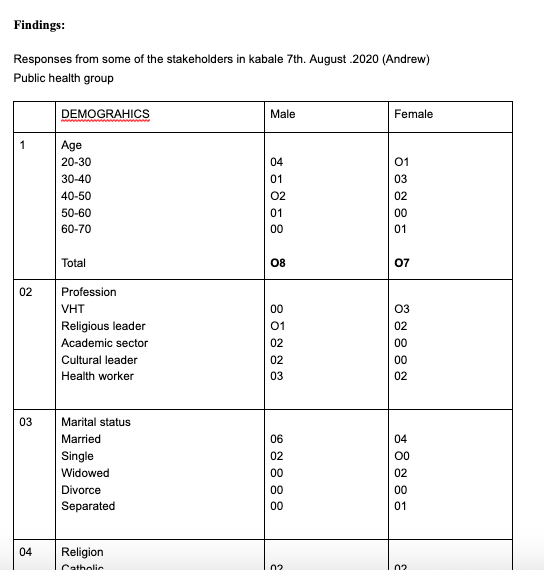 Findings:
Responses from some of the stakeholders in kabale 7th. August .2020 (Andrew)
Public health group
DEMOGRAHICS Male Female
1 Age
20-30 04 O1
30-40 01 03
40-50 O2 02
50-60 01 00
60-70 00 01
Total O8 O7
02 Profession
VHT 00 O3
Religious leader O1 02
Academic sector 02 00
Cultural leader 02 00
Health worker 03 02
03 Marital status
Married 06 04
Single 02 O0
Widowed 00 02
Divorce 00 00
Separated 00 01
04 Religion
Catholic 02 02